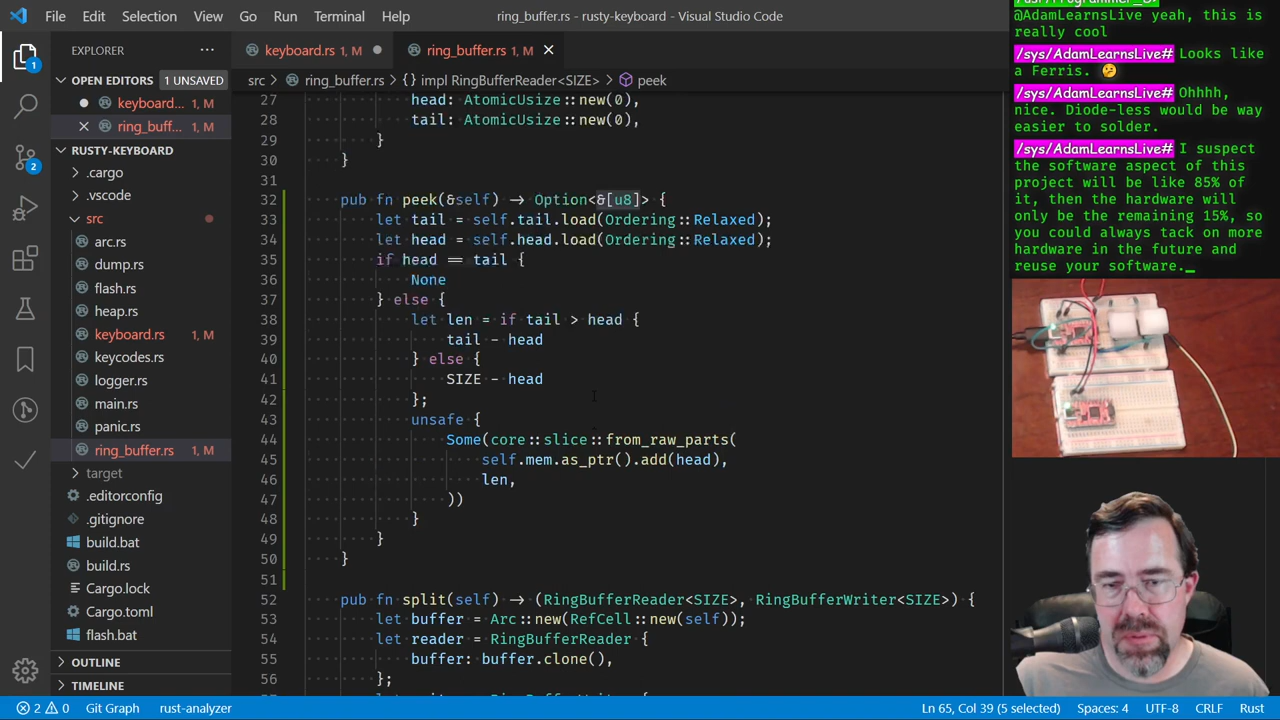 File Edit Selection View Go Run Terminal Help
ring_buffer.rs - rusty-keyboard - Visual Studio Code
EXPLORER
OPEN EDITORS 1 UNSAVED
keyboard... 1, M
ring_buff... 1, M
RUSTY-KEYBOARD
.cargo
.vscode
src
arc.rs
dump.rs
flash.rs
heap.rs
keyboard.rs 1, M
keycodes.rs
logger.rs
main.rs
panic.rs
ring_buffer.rs 1, M
target
.editorconfig
.gitignore
build.bat
build.rs
Cargo.lock
Cargo.toml
flash.bat
OUTLINE
TIMELINE
keyboard.rs 1, M
ring_buffer.rs 1, M
src > ring_buffer.rs > {} impl RingBufferReader<SIZE> > peek
27 head: AtomicUsize::new(0),
28 tail: AtomicUsize::new(0),
29 }
30 }
31
32 pub fn peek(&self) -> Option<&[u8]> {
33 let tail = self.tail.load(Ordering::Relaxed);
34 let head = self.head.load(Ordering::Relaxed);
35 if head == tail {
36 None
37 } else {
38 let len = if tail > head {
39 tail - head
40 } else {
41 SIZE - head
42 };
43 unsafe {
44 Some(core::slice::from_raw_parts(
45 self.mem.as_ptr().add(head),
46 len,
47 ))
48 }
49 }
50 }
51
52 pub fn split(self) -> (RingBufferReader<SIZE>, RingBufferWriter<SIZE>) {
53 let buffer = Arc::new(RefCell::new(self));
54 let reader = RingBufferReader {
55 buffer: buffer.clone(),
56 };
@AdamLearnsLive yeah, this is
really cool
/sys/AdamLearnsLive# Looks like
a Ferris. 🤔
/sys/AdamLearnsLive# Ohhhh,
nice. Diode-less would be way
easier to solder.
/sys/AdamLearnsLive# I suspect
the software aspect of this
project will be like 85% of
it, then the hardware will
only be the remaining 15%, so
you could always tack on more
hardware in the future and
reuse your software.
2 0 Git Graph rust-analyzer
Ln 65, Col 39 (5 selected) Spaces: 4 UTF-8 CRLF Rust